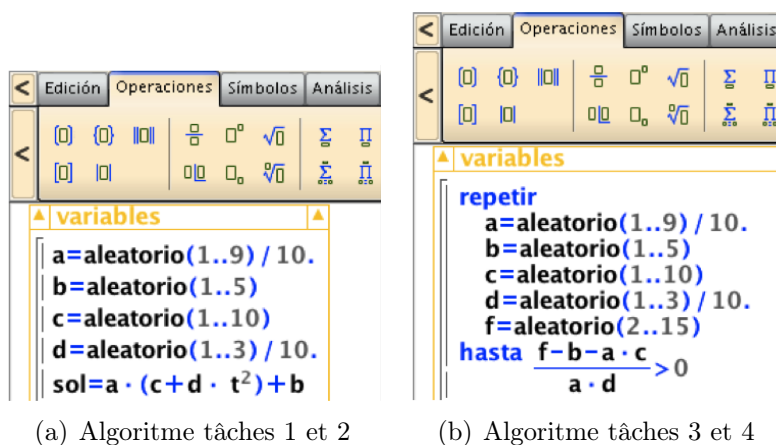 < Edición Operaciones Símbolos Análisis
<
variables
a=aleatorio(1..9)/10.
b=aleatorio(1..5)
c=aleatorio(1..10)
d=aleatorio(1..3)/10.
sol=a · (c+d · t²)+b
(a) Algoritme tâches 1 et 2
< Edición Operaciones Símbolos Análisis
<
variables
repetir
a=aleatorio(1..9)/10.
b=aleatorio(1..5)
c=aleatorio(1..10)
d=aleatorio(1..3)/10.
f=aleatorio(2..15)
hasta f-b-a · c / a · d >0
(b) Algoritme tâches 3 et 4